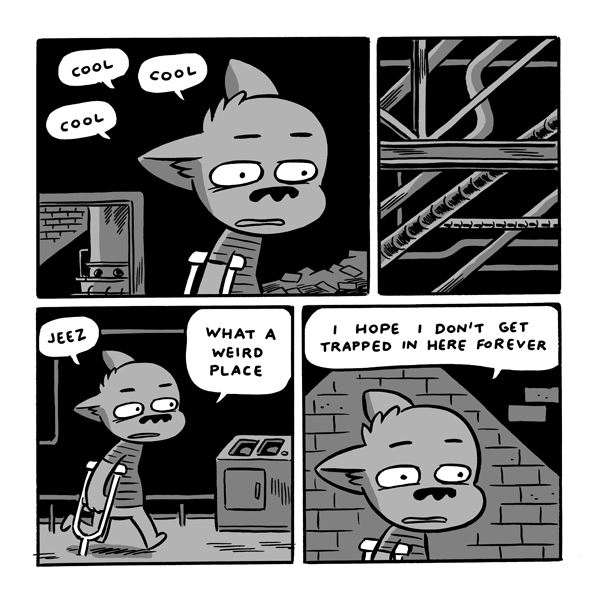 COOL
COOL
COOL
JEEZ
WHAT A
WEIRD
PLACE
I HOPE I DON'T GET
TRAPPED IN HERE FOREVER